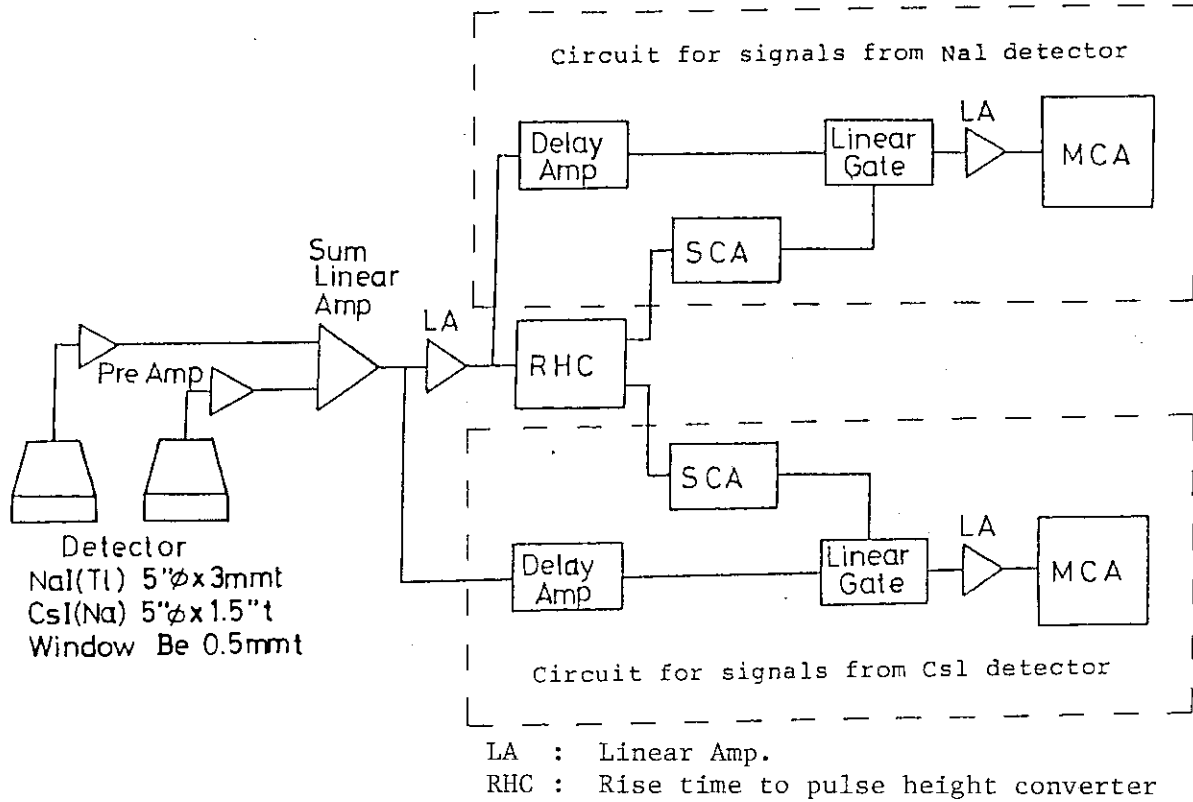 Circuit for signals from NaI detector
Delay
Amp
Linear
Gate
LA
MCA
SCA
Sum
Linear
Amp
LA
RHC
Pre Amp
SCA
Detector
NaI(Tl) 5"φx3mmt
CsI(Na) 5"φx1.5"t
Window Be 0.5mmt
Delay
Amp
Linear
Gate
LA
MCA
Circuit for signals from CsI detector
LA : Linear Amp.
RHC : Rise time to pulse height converter